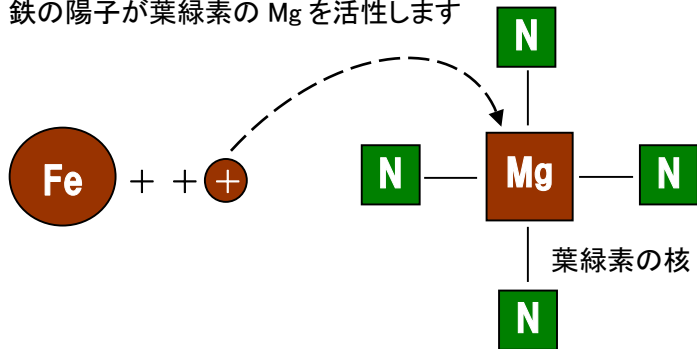 鉄の陽子が葉緑素の Mg を活性します
N
Fe + + +
N Mg N
葉緑素の核
N